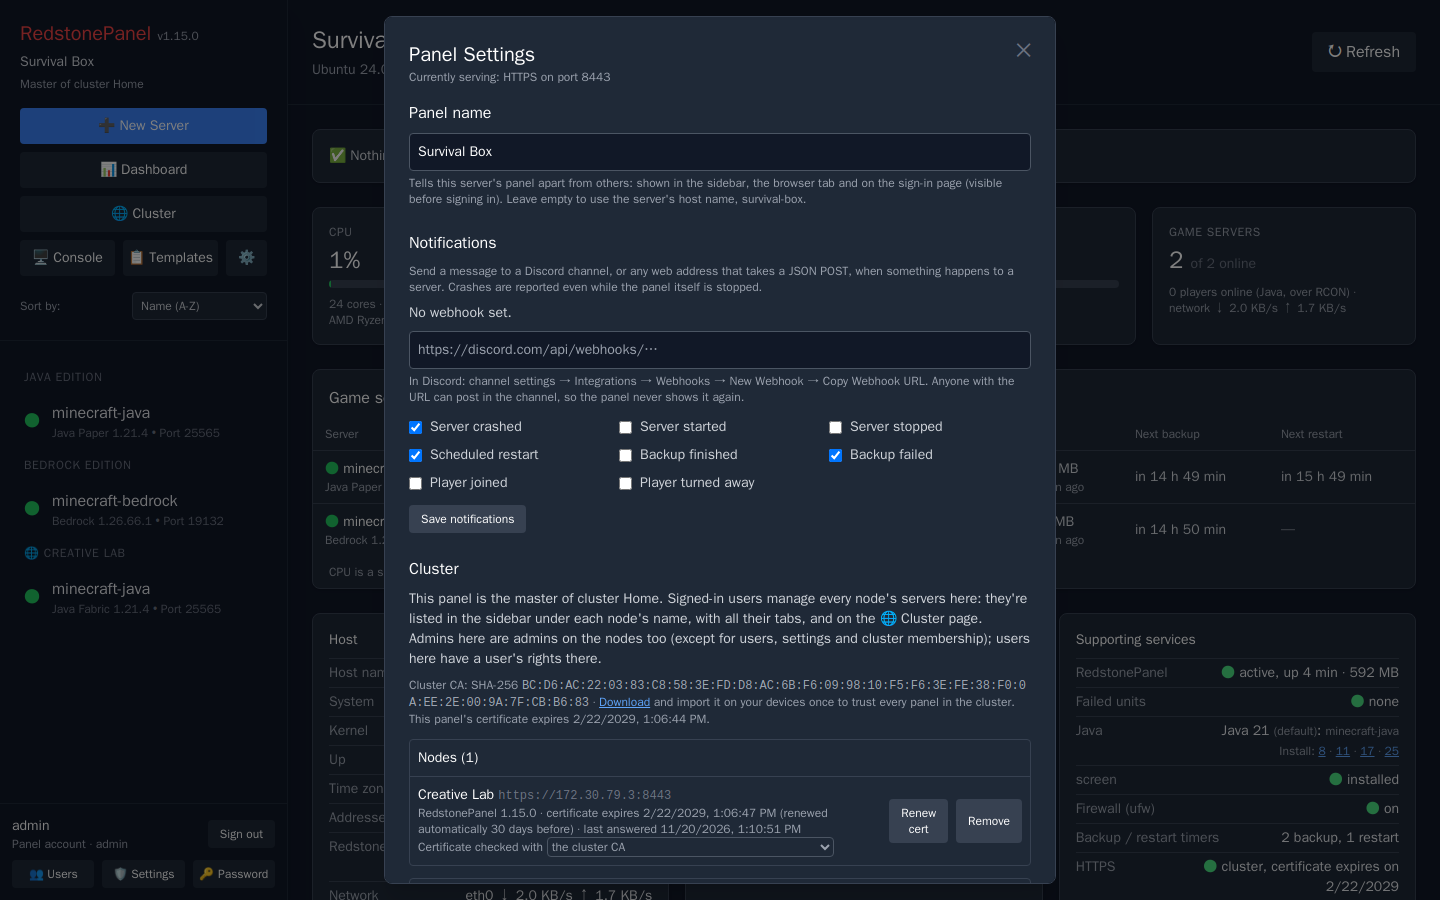 RedstonePanel v1.15.0
Survival Box
Master of cluster Home
➕ New Server
📊 Dashboard
🌐 Cluster
🖥️ Console
📋 Templates
⚙️
Sort by:
Name (A-Z)
JAVA EDITION
minecraft-java
Java Paper 1.21.4 • Port 25565
BEDROCK EDITION
minecraft-bedrock
Bedrock 1.26.66.1 • Port 19132
🌐 CREATIVE LAB
minecraft-java
Java Fabric 1.21.4 • Port 25565
admin
Panel account · admin
Sign out
👥 Users
🛡️ Settings
🔑 Password
Surviva
Ubuntu 24.0
↻ Refresh
✅ Nothin
CPU
1%
24 cores ·
AMD Ryzen
GAME SERVERS
2 of 2 online
0 players online (Java, over RCON) ·
network ↓ 2.0 KB/s ↑ 1.7 KB/s
Game se
Server
Next backup
Next restart
minecr
MB
in 14 h 49 min
in 15 h 49 min
Java Paper
n ago
minecr
MB
in 14 h 50 min
—
Bedrock 1.2
n ago
CPU is a s
Host
Host nam
System
Kernel
Up
Time zon
Addresse
Redstone
Network
eth0 ↓ 2.0 KB/s ↑ 1.7 KB/s
Supporting services
RedstonePanel
active, up 4 min · 592 MB
Failed units
none
Java
Java 21 (default): minecraft-java
Install: 8 · 11 · 17 · 25
screen
installed
Firewall (ufw)
on
Backup / restart timers
2 backup, 1 restart
HTTPS
cluster, certificate expires on
2/22/2029
Panel Settings
Currently serving: HTTPS on port 8443
Panel name
Survival Box
Tells this server's panel apart from others: shown in the sidebar, the browser tab and on the sign-in page (visible
before signing in). Leave empty to use the server's host name, survival-box.
Notifications
Send a message to a Discord channel, or any web address that takes a JSON POST, when something happens to a
server. Crashes are reported even while the panel itself is stopped.
No webhook set.
https://discord.com/api/webhooks/…
In Discord: channel settings → Integrations → Webhooks → New Webhook → Copy Webhook URL. Anyone with the
URL can post in the channel, so the panel never shows it again.
Server crashed
Server started
Server stopped
Scheduled restart
Backup finished
Backup failed
Player joined
Player turned away
Save notifications
Cluster
This panel is the master of cluster Home. Signed-in users manage every node's servers here: they're
listed in the sidebar under each node's name, with all their tabs, and on the 🌐 Cluster page.
Admins here are admins on the nodes too (except for users, settings and cluster membership); users
here have a user's rights there.
Cluster CA: SHA-256 BC:D6:AC:22:03:83:C8:58:3E:FD:D8:AC:6B:F6:09:98:10:F5:F6:3E:FE:38:F0:0
A:EE:2E:00:9A:7F:CB:B6:83 · Download and import it on your devices once to trust every panel in the cluster.
This panel's certificate expires 2/22/2029, 1:06:44 PM.
Nodes (1)
Creative Lab https://172.30.79.3:8443
RedstonePanel 1.15.0 · certificate expires 2/22/2029, 1:06:47 PM (renewed
automatically 30 days before) · last answered 11/20/2026, 1:10:51 PM
Certificate checked with the cluster CA
Renew
cert
Remove